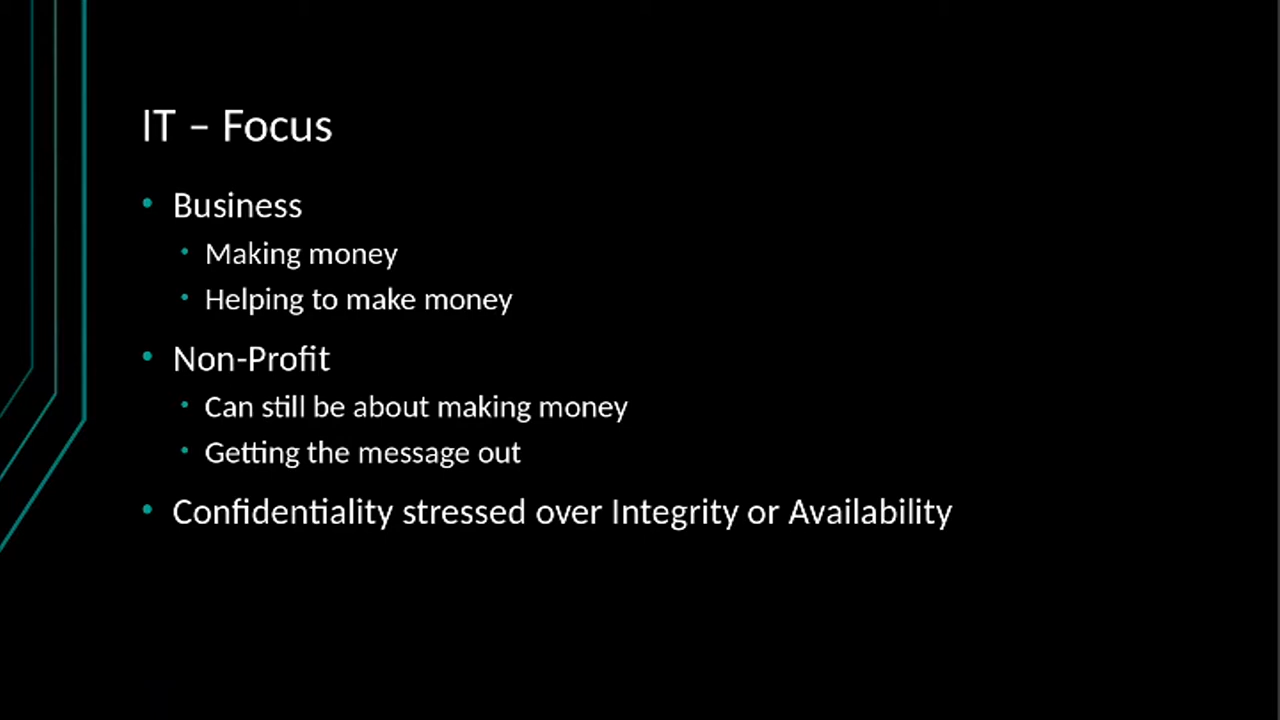 IT – Focus
• Business
• Making money
• Helping to make money
• Non-Profit
• Can still be about making money
• Getting the message out
• Confidentiality stressed over Integrity or Availability